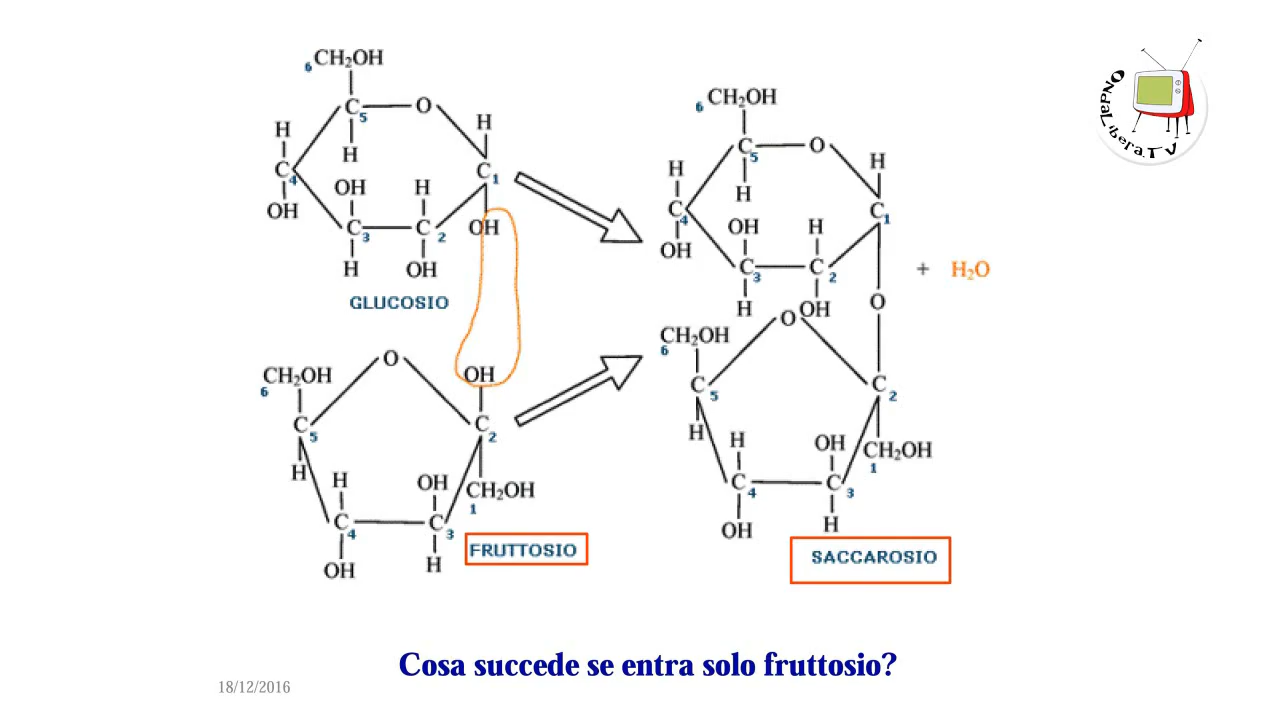 6 CH₂OH
C 5
O
H
H
H
C 4
C 1
OH
OH
H
OH
C 3
C 2
H
OH
GLUCOSIO
O
CH₂OH
6
OH
C 5
C 2
H
H
OH
CH₂OH
1
C 4
C 3
OH
H
FRUTTOSIO
6 CH₂OH
C 5
O
H
H
H
C 4
C 1
OH
OH
H
C 3
C 2
H
OH
O
+ H₂O
O
CH₂OH
6
C 5
C 2
H
H
OH
CH₂OH
1
C 4
C 3
OH
H
SACCAROSIO
Cosa succede se entra solo fruttosio?
18/12/2016
OnPaLibera.TV